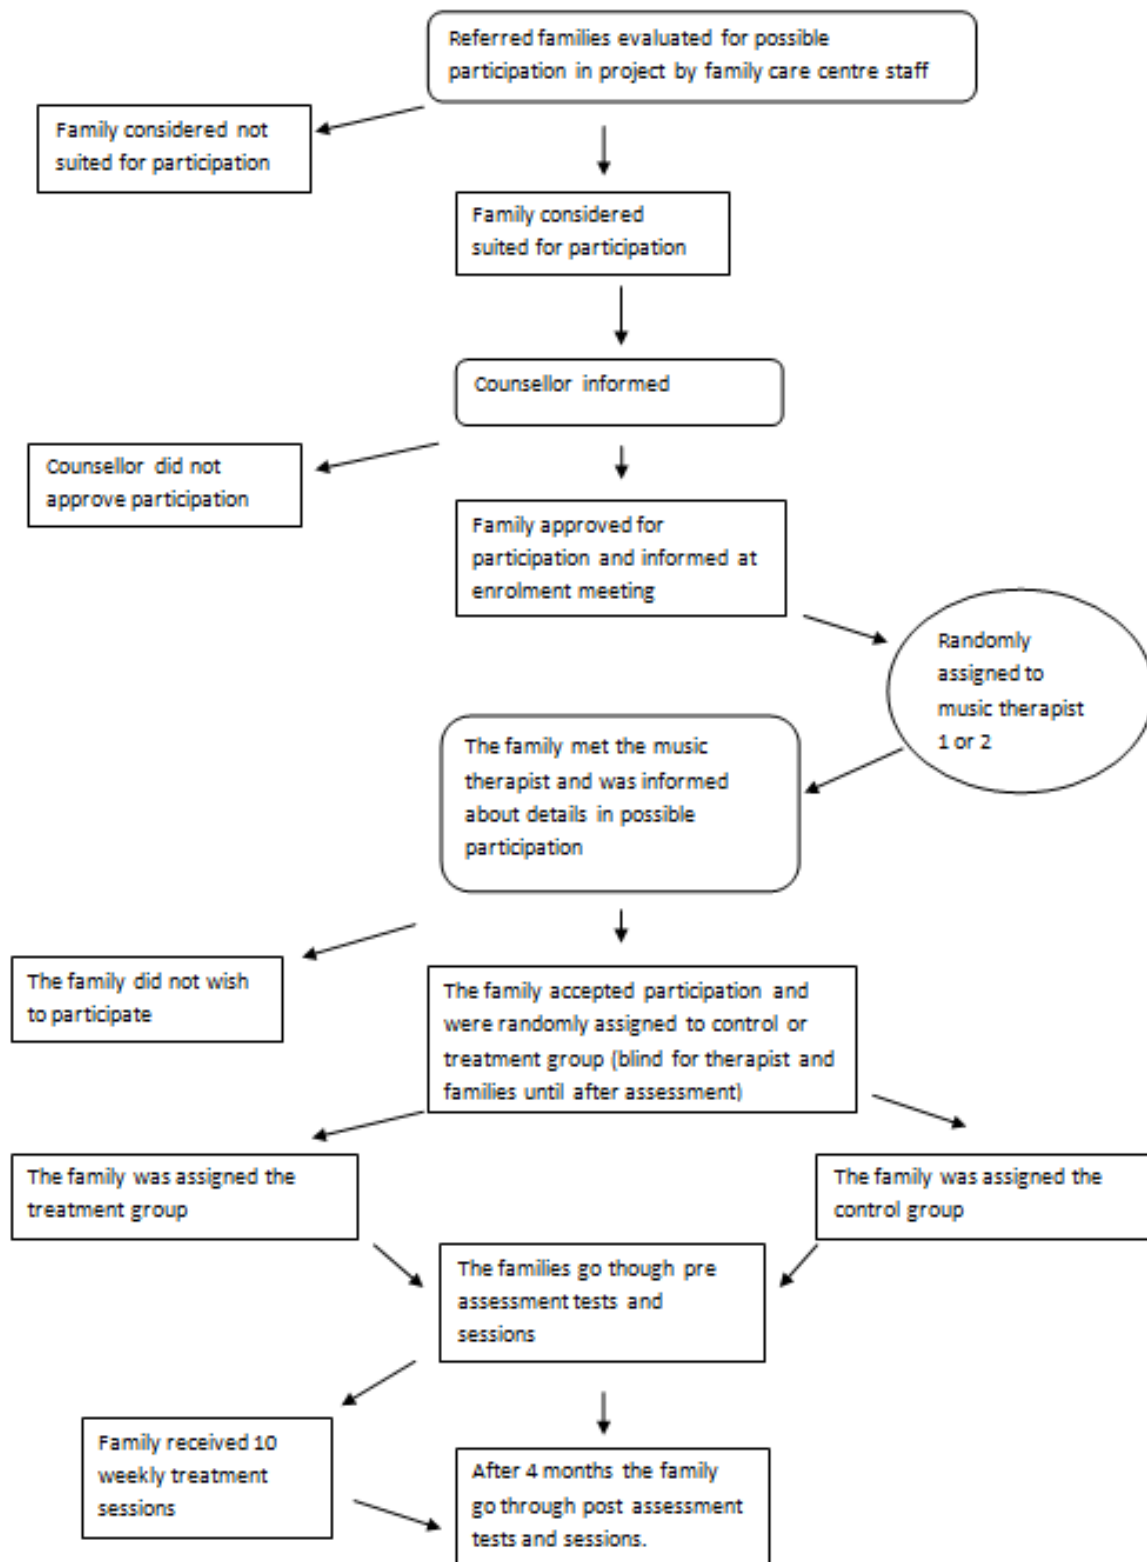 Referred families evaluated for possible
participation in project by family care centre staff
Family considered not
suited for participation
Family considered
suited for participation
Counsellor informed
Counsellor did not
approve participation
Family approved for
participation and informed at
enrolment meeting
Randomly
assigned to
music therapist
1 or 2
The family met the music
therapist and was informed
about details in possible
participation
The family did not wish
to participate
The family accepted participation and
were randomly assigned to control or
treatment group (blind for therapist and
families until after assessment)
The family was assigned the
treatment group
The family was assigned the
control group
The families go though pre
assessment tests and
sessions
Family received 10
weekly treatment
sessions
After 4 months the family
go through post assessment
tests and sessions.